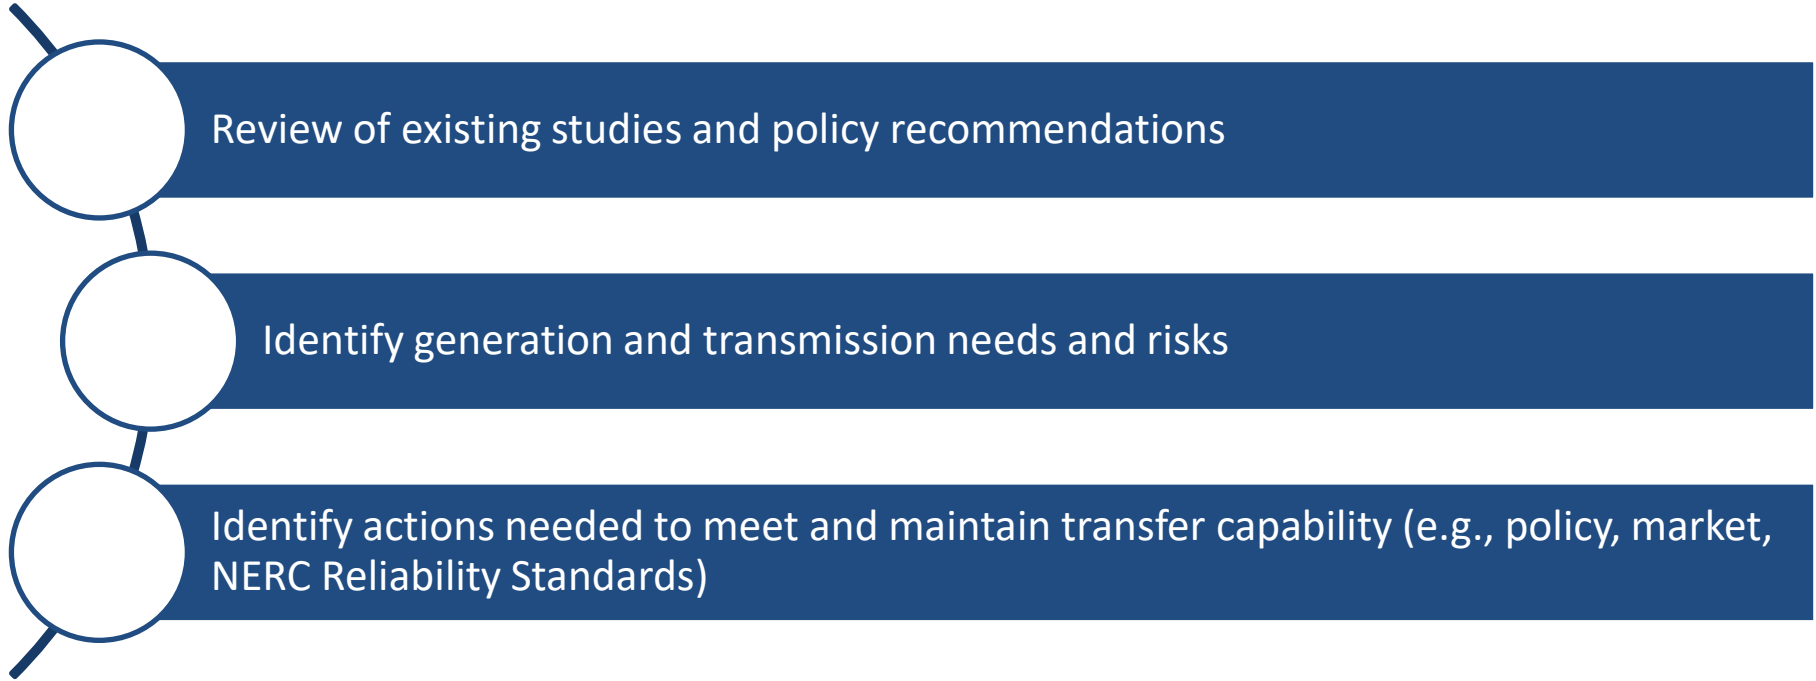 Review of existing studies and policy recommendations
Identify generation and transmission needs and risks
Identify actions needed to meet and maintain transfer capability (e.g., policy, market,
NERC Reliability Standards)